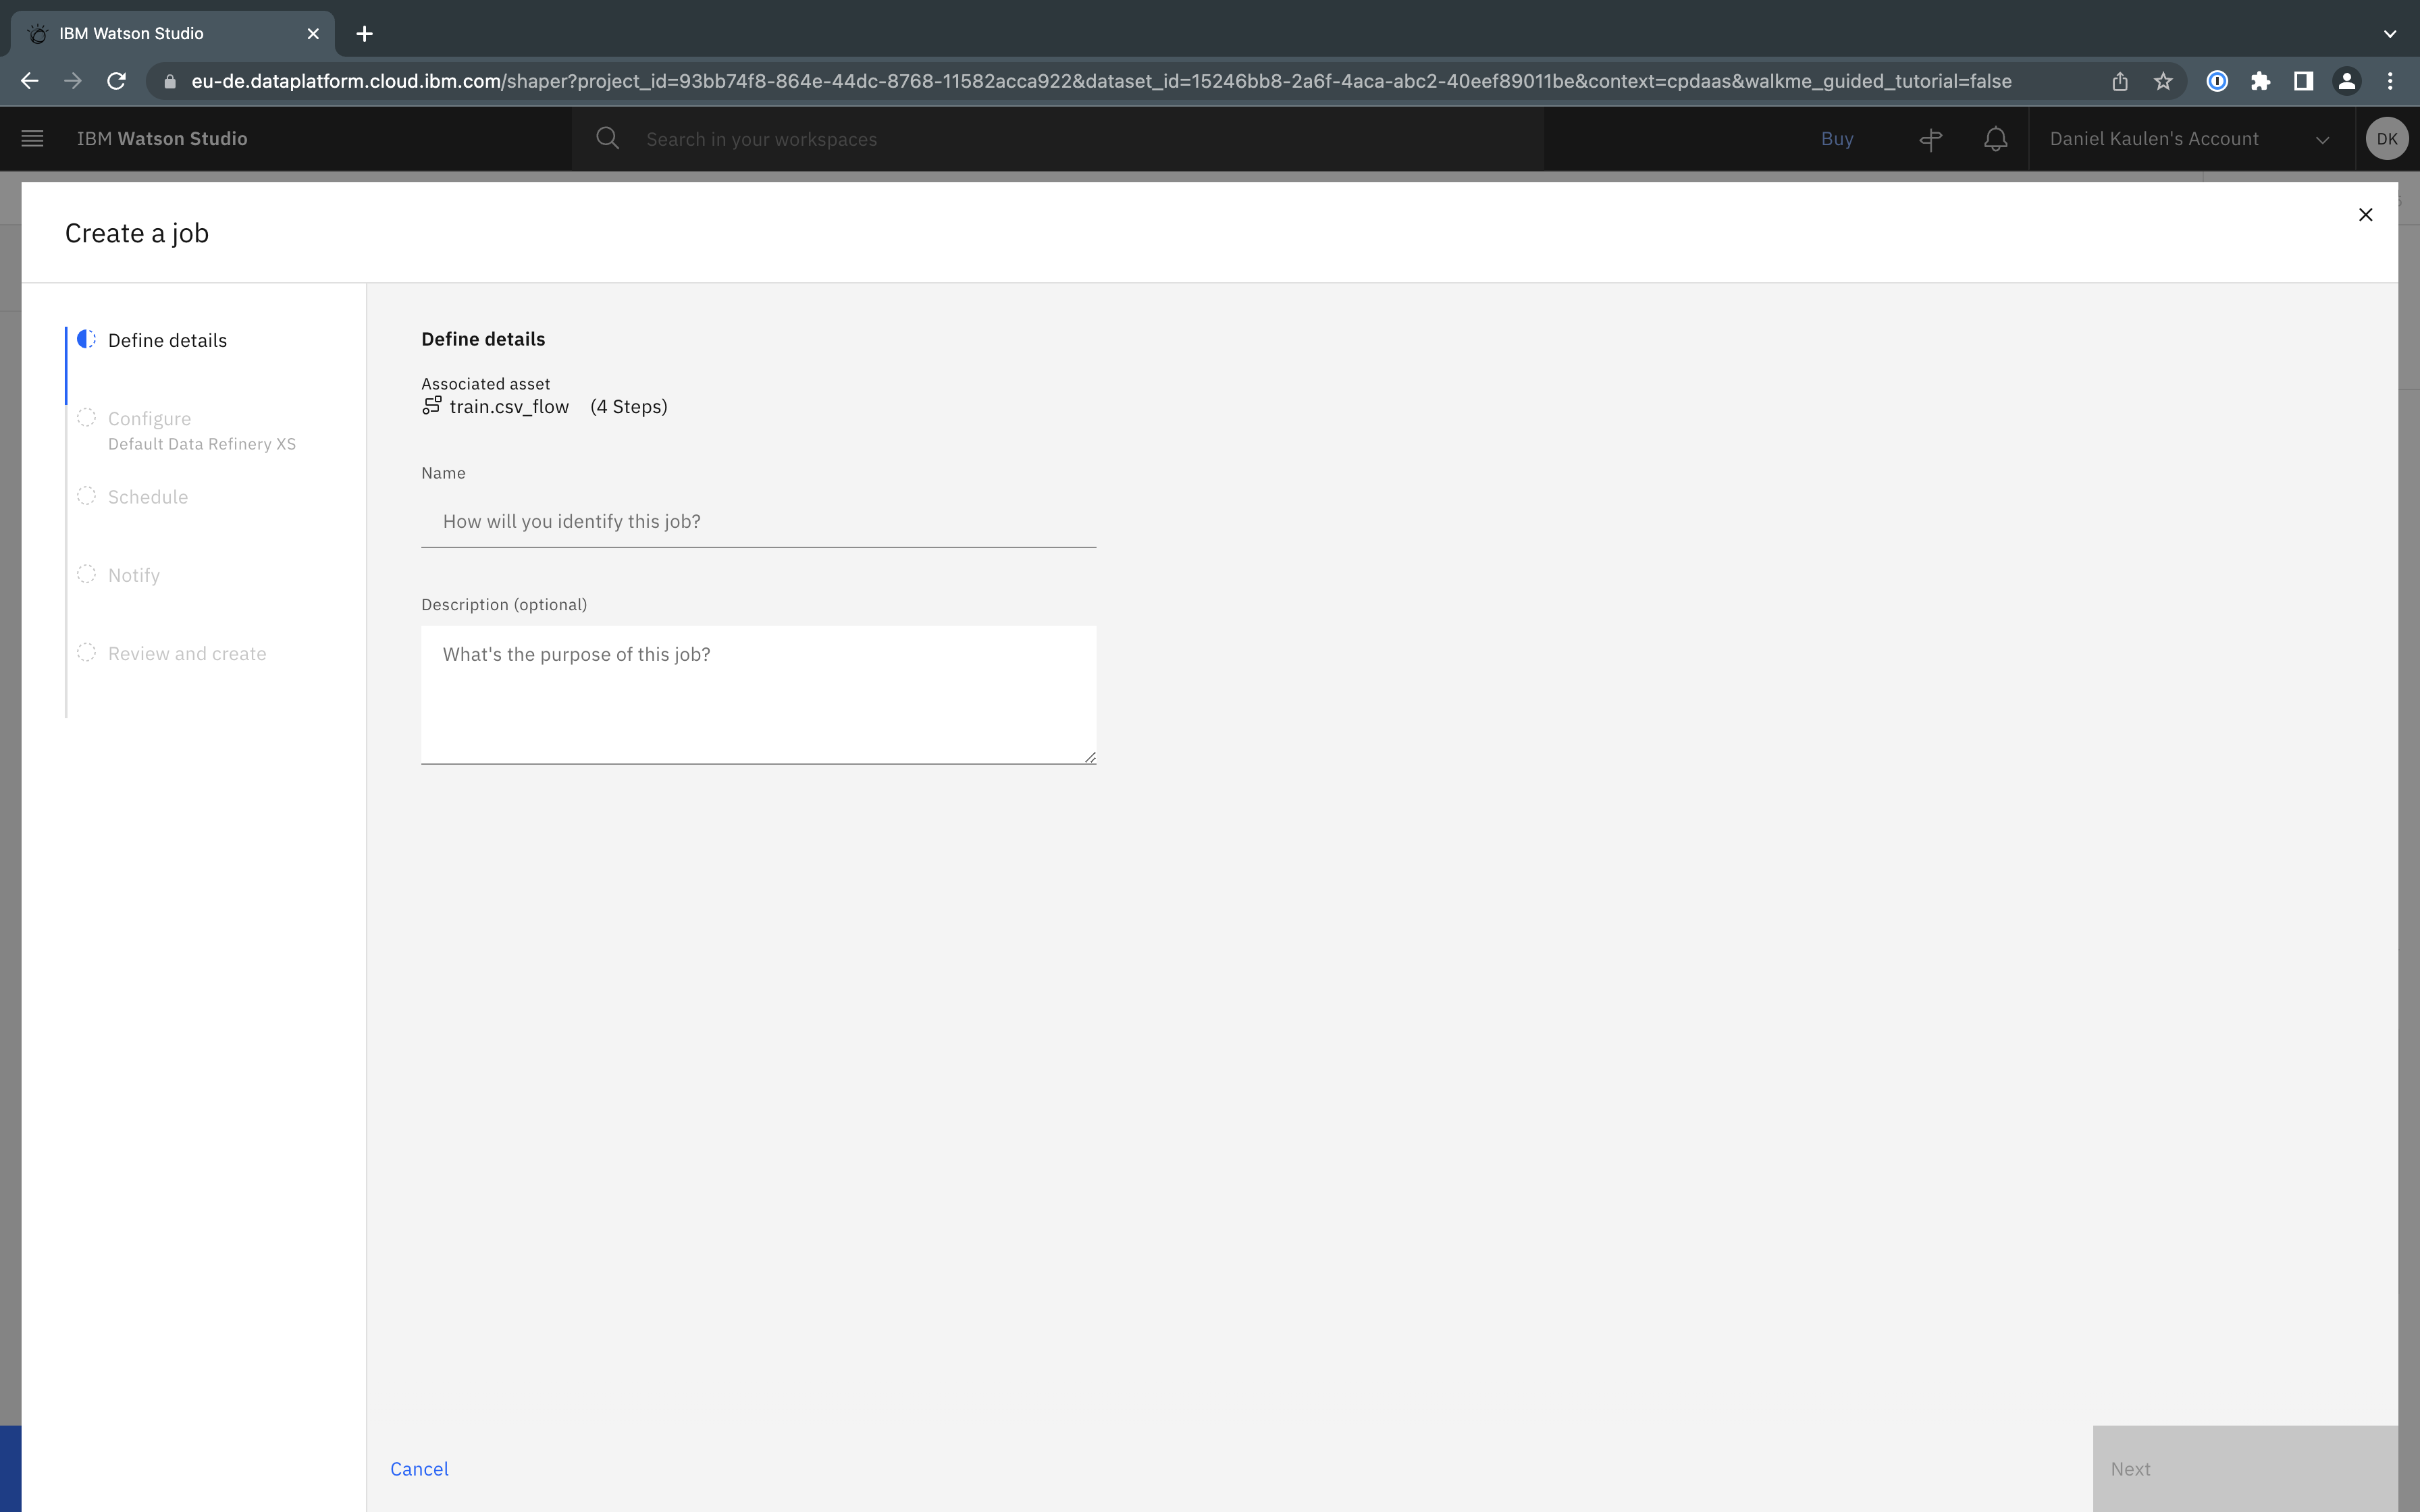 IBM Watson Studio
eu-de.dataplatform.cloud.ibm.com/shaper?project_id=93bb74f8-864e-44dc-8768-11582acca922&dataset_id=15246bb8-2a6f-4aca-abc2-40eef89011be&context=cpdaas&walkme_guided_tutorial=false
IBM Watson Studio
Search in your workspaces
Buy
Daniel Kaulen's Account
DK
Create a job
Define details
Configure
Default Data Refinery XS
Schedule
Notify
Review and create
Define details
Associated asset
train.csv_flow (4 Steps)
Name
How will you identify this job?
Description (optional)
What's the purpose of this job?
Cancel
Next